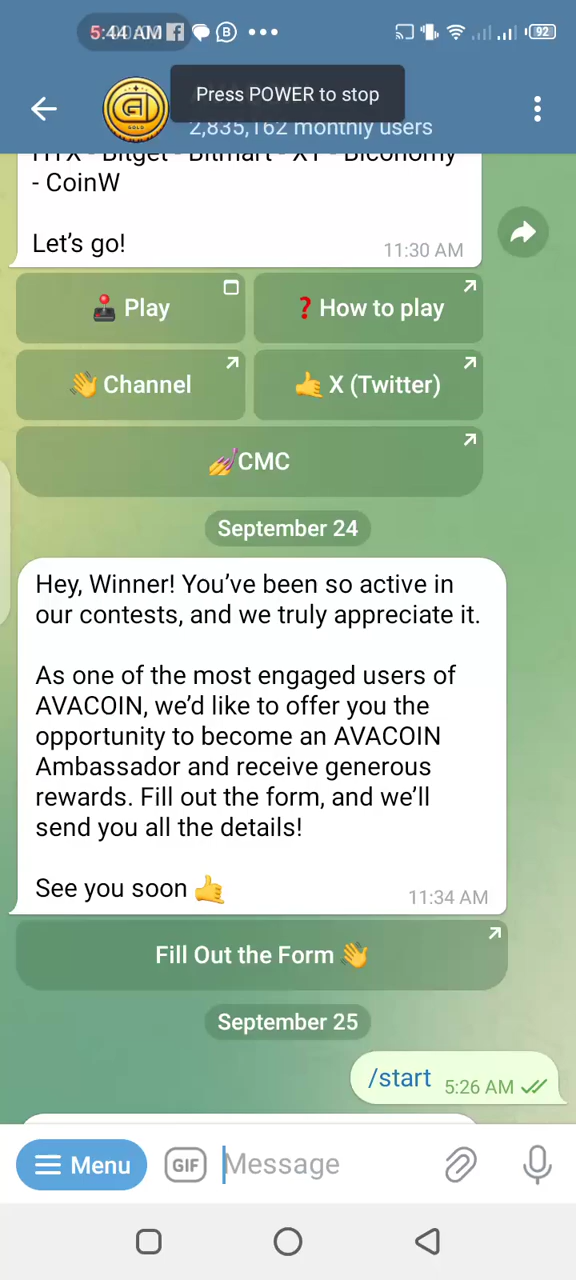 5:44 AM
92
Press POWER to stop
2,835,162 monthly users
HTX - Bitget - Bitmart - XT - Biconomy
- CoinW
Let's go!
11:30 AM
Play
How to play
Channel
X (Twitter)
CMC
September 24
Hey, Winner! You've been so active in
our contests, and we truly appreciate it.
As one of the most engaged users of
AVACOIN, we'd like to offer you the
opportunity to become an AVACOIN
Ambassador and receive generous
rewards. Fill out the form, and we'll
send you all the details!
See you soon
11:34 AM
Fill Out the Form
September 25
/start
5:26 AM
Menu
GIF
Message